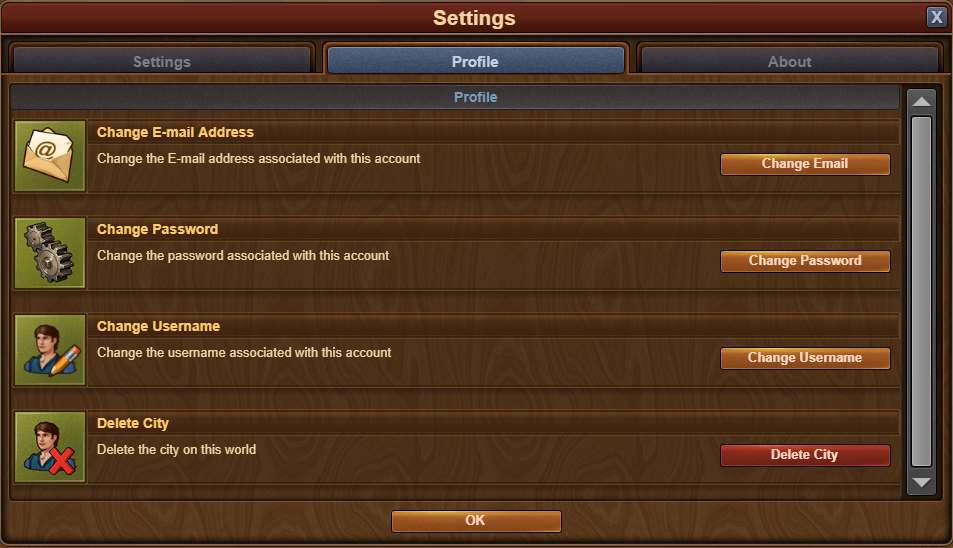 Settings
X
Settings
Profile
About
Profile
Change E-mail Address
Change the E-mail address associated with this account
Change Email
Change Password
Change the password associated with this account
Change Password
Change Username
Change the username associated with this account
Change Username
Delete City
Delete the city on this world
Delete City
OK